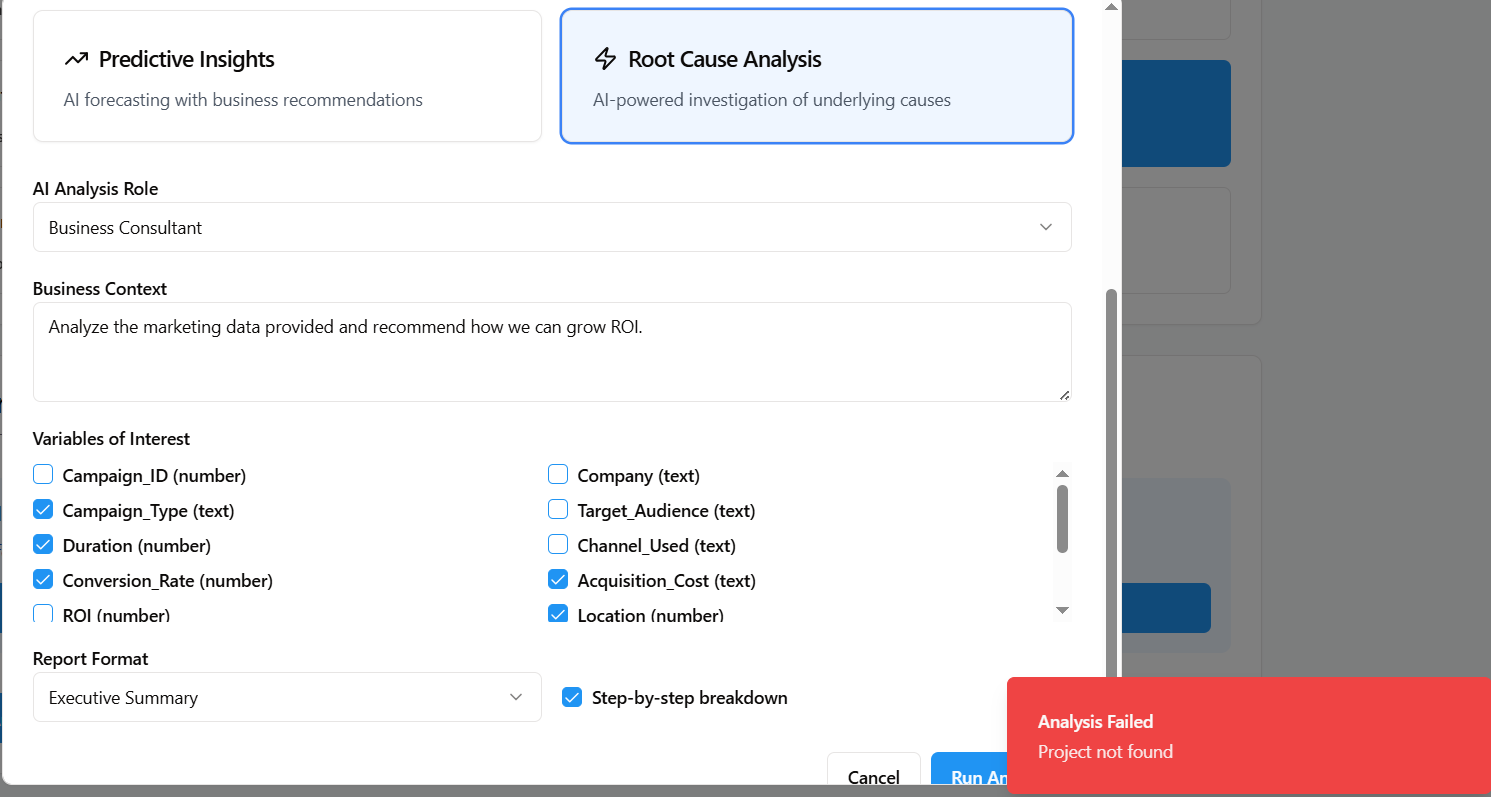 Predictive Insights
AI forecasting with business recommendations
Root Cause Analysis
AI-powered investigation of underlying causes
AI Analysis Role
Business Consultant
Business Context
Analyze the marketing data provided and recommend how we can grow ROI.
Variables of Interest
Campaign_ID (number)
Company (text)
Campaign_Type (text)
Target_Audience (text)
Duration (number)
Channel_Used (text)
Conversion_Rate (number)
Acquisition_Cost (text)
ROI (number)
Location (number)
Report Format
Executive Summary
Step-by-step breakdown
Cancel
Run An
Analysis Failed
Project not found